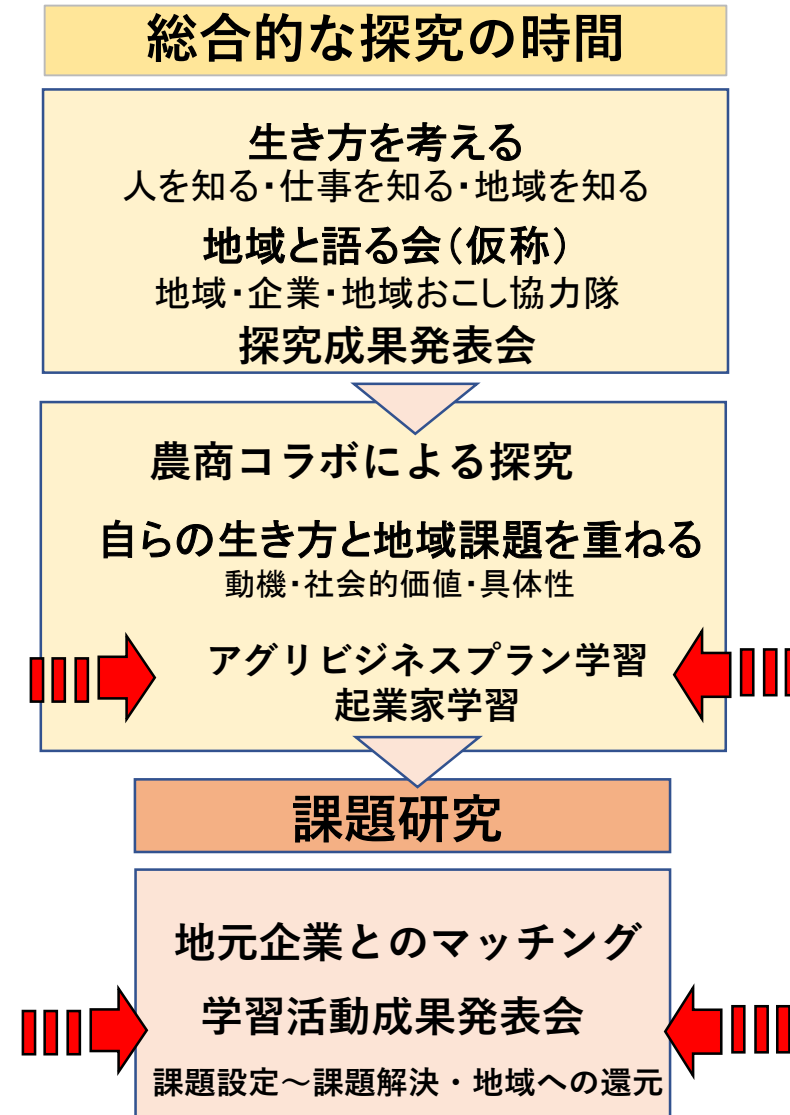 総合的な探究の時間
生き方を考える
人を知る・仕事を知る・地域を知る
地域と語る会（仮称）
地域・企業・地域おこし協力隊
探究成果発表会
農商コラボによる探究
自らの生き方と地域課題を重ねる
動機・社会的価値・具体性
アグリビジネスプラン学習
起業家学習
課題研究
地元企業とのマッチング
学習活動成果発表会
課題設定～課題解決・地域への還元